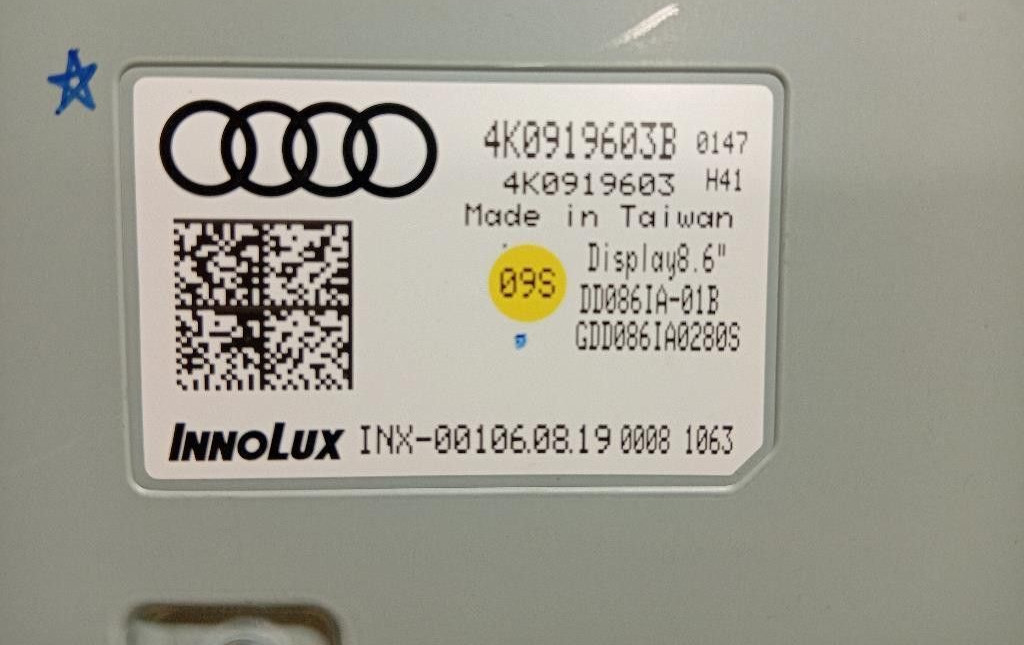 4K0919603B 0147
4K0919603 H41
Made in Taiwan
Display8.6"
09S
DD086IA-01B
GDD086IA0280S
INNOLUX INX-00106.08.19 0008 1063